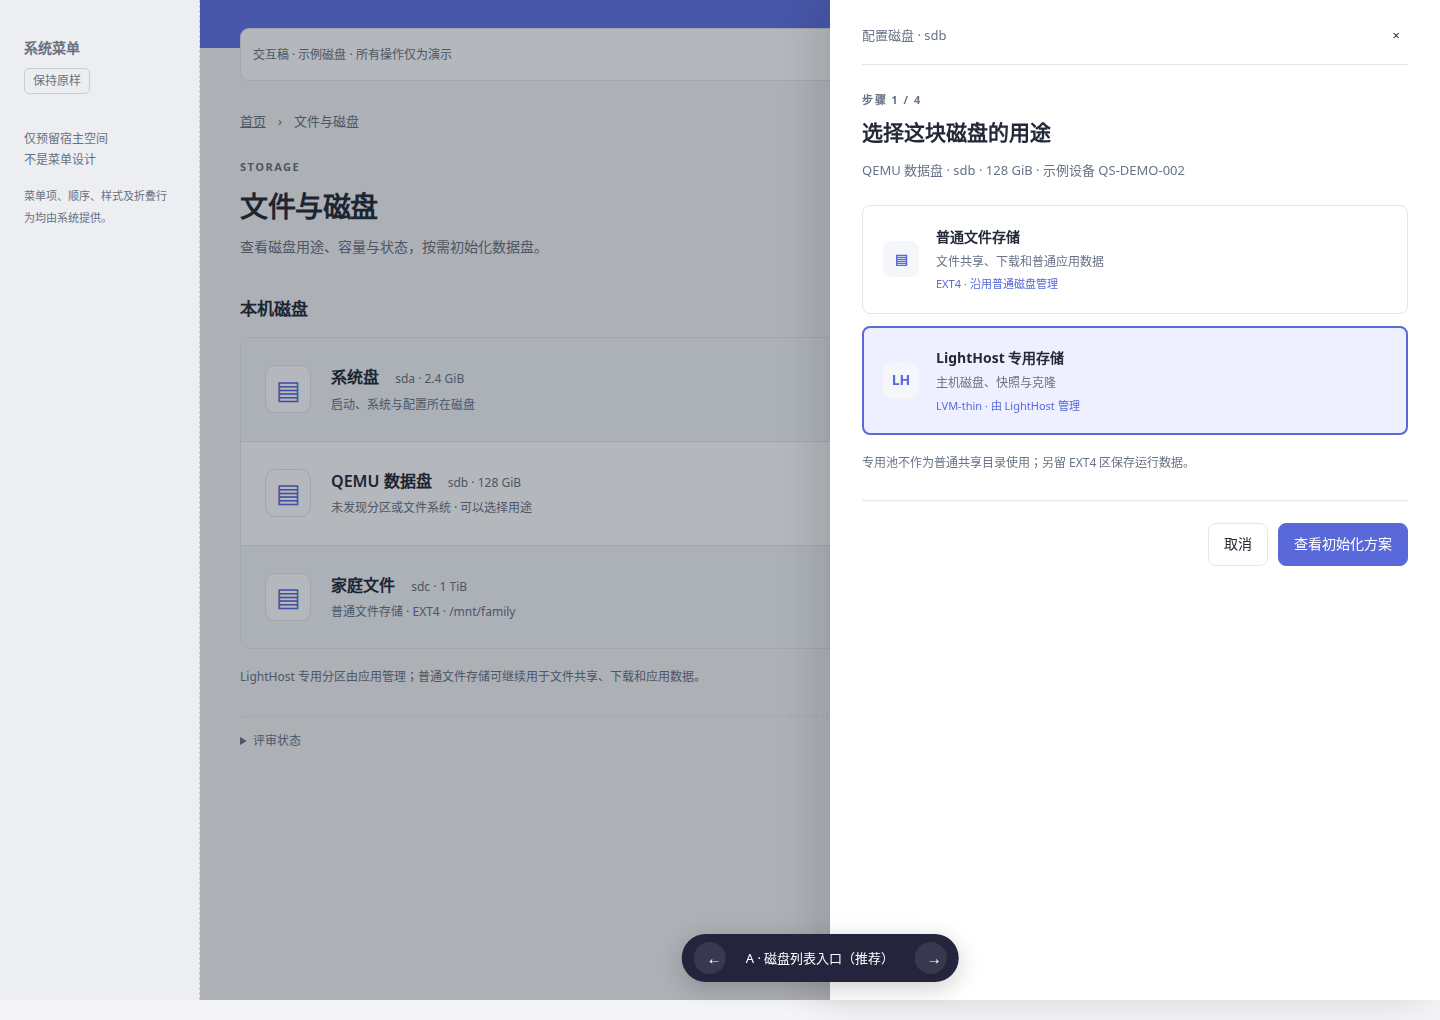 系统菜单
保持原样
仅预留宿主空间
不是菜单设计
菜单项、顺序、样式及折叠行
为均由系统提供。
交互稿 · 示例磁盘 · 所有操作仅为演示
首页 › 文件与磁盘
STORAGE
文件与磁盘
查看磁盘用途、容量与状态，按需初始化数据盘。
本机磁盘
系统盘 sda · 2.4 GiB
启动、系统与配置所在磁盘
QEMU 数据盘 sdb · 128 GiB
未发现分区或文件系统 · 可以选择用途
家庭文件 sdc · 1 TiB
普通文件存储 · EXT4 · /mnt/family
LightHost 专用分区由应用管理；普通文件存储可继续用于文件共享、下载和应用数据。
▶ 评审状态
配置磁盘 · sdb ×
步骤 1 / 4
选择这块磁盘的用途
QEMU 数据盘 · sdb · 128 GiB · 示例设备 QS-DEMO-002
普通文件存储
文件共享、下载和普通应用数据
EXT4 · 沿用普通磁盘管理
LH
LightHost 专用存储
主机磁盘、快照与克隆
LVM-thin · 由 LightHost 管理
专用池不作为普通共享目录使用；另留 EXT4 区保存运行数据。
取消
查看初始化方案
← A · 磁盘列表入口（推荐） →